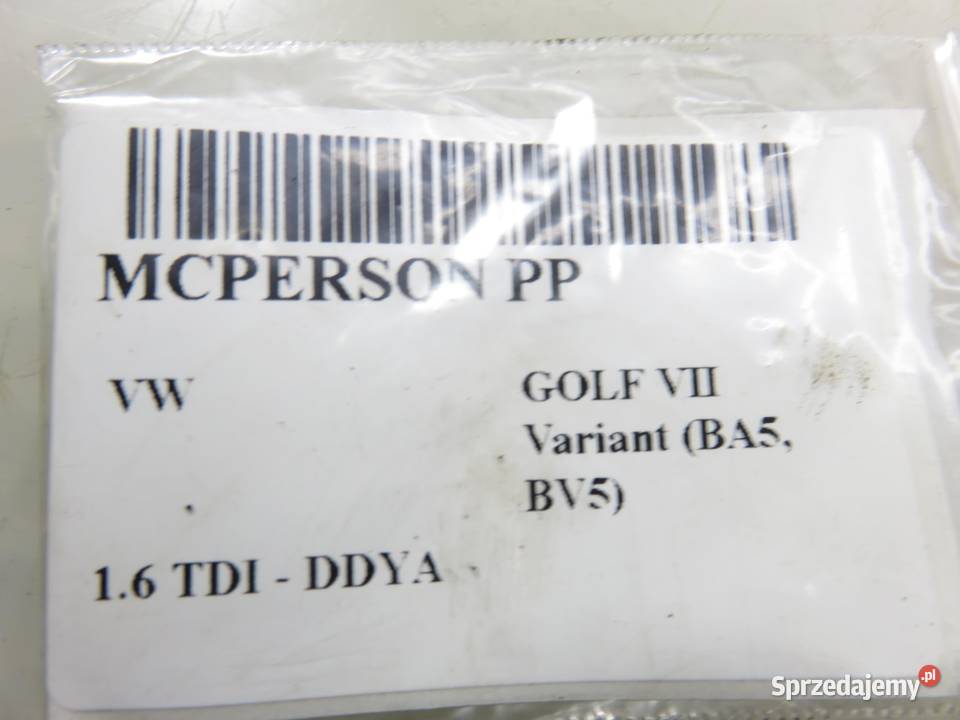 MCPERSON PP
VW
GOLF VII
Variant (BA5,
BV5)
1.6 TDI - DDYA
Sprzedajemy.pl